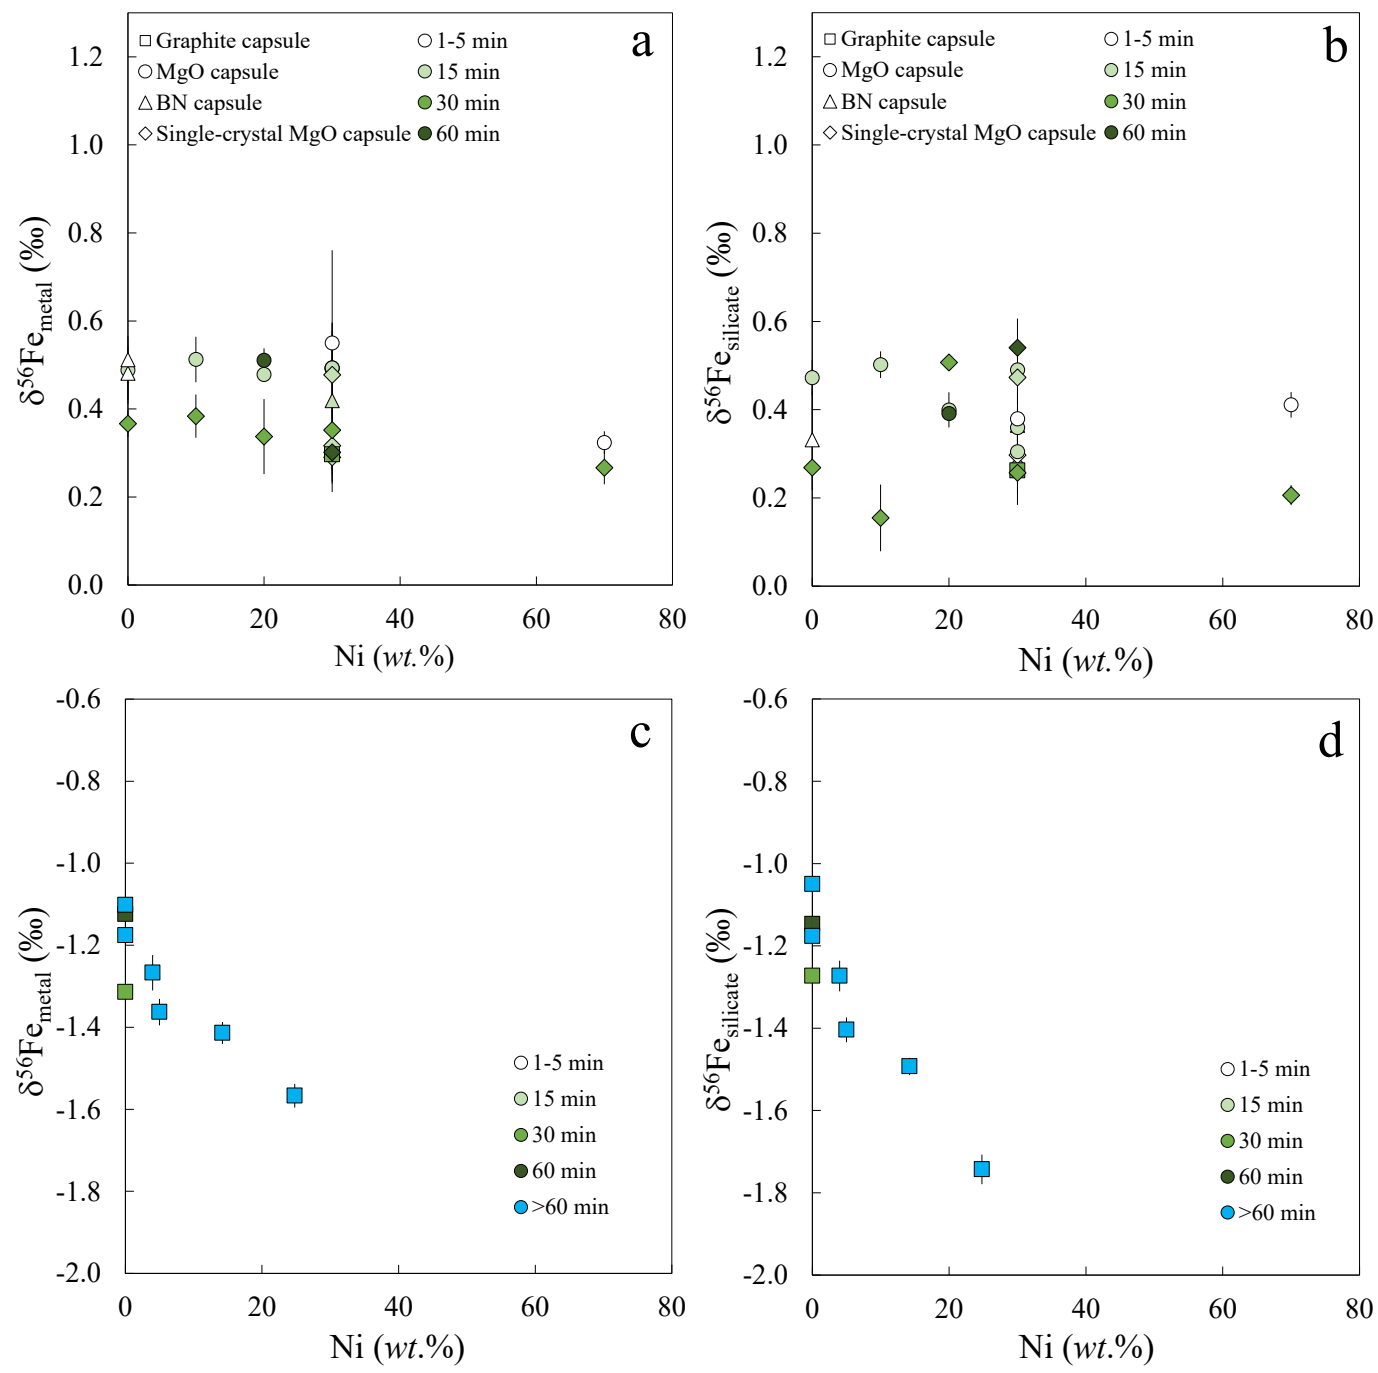 a
Graphite capsule
MgO capsule
BN capsule
Single-crystal MgO capsule
1-5 min
15 min
30 min
60 min
δ⁵⁶Fe_metal (‰)
1.2
1.0
0.8
0.6
0.4
0.2
0.0
0 20 40 60 80
Ni (wt.%)
b
Graphite capsule
MgO capsule
BN capsule
Single-crystal MgO capsule
1-5 min
15 min
30 min
60 min
δ⁵⁶Fe_silicate (‰)
1.2
1.0
0.8
0.6
0.4
0.2
0.0
0 20 40 60 80
Ni (wt.%)
c
δ⁵⁶Fe_metal (‰)
-0.6
-0.8
-1.0
-1.2
-1.4
-1.6
-1.8
-2.0
1-5 min
15 min
30 min
60 min
>60 min
0 20 40 60 80
Ni (wt.%)
d
δ⁵⁶Fe_silicate (‰)
-0.6
-0.8
-1.0
-1.2
-1.4
-1.6
-1.8
-2.0
1-5 min
15 min
30 min
60 min
>60 min
0 20 40 60 80
Ni (wt.%)